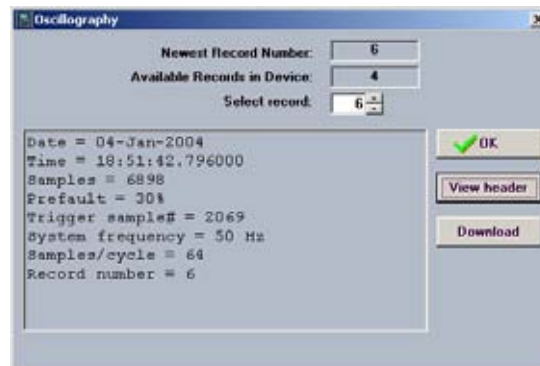 Oscillography
Newest Record Number: 6
Available Records in Device: 4
Select record: 6
Date = 04-Jan-2004
Time = 18:51:42.796000
Samples = 6898
Prefault = 30%
Trigger sample# = 2069
System frequency = 50 Hz
Samples/cycle = 64
Record number = 6
OK
View header
Download